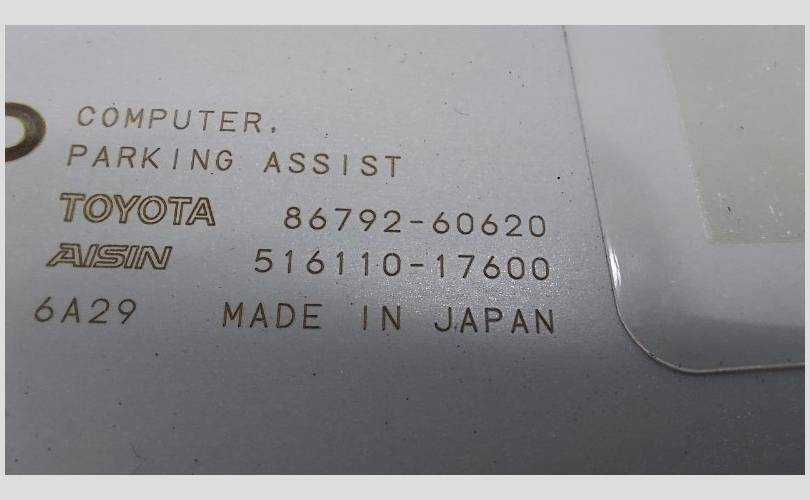 COMPUTER,
PARKING ASSIST
TOYOTA 86792-60620
AISIN 516110-17600
6A29 MADE IN JAPAN